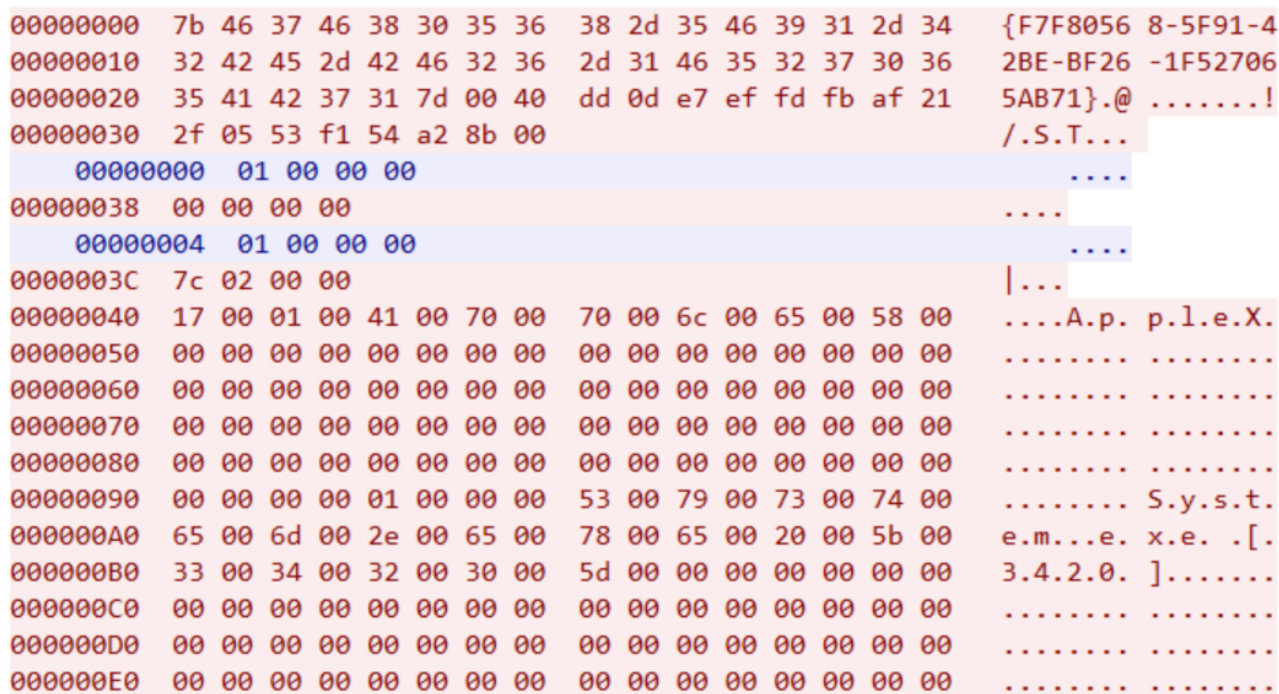 00000000  7b 46 37 46 38 30 35 36  38 2d 35 46 39 31 2d 34  {F7F8056 8-5F91-4
00000010  32 42 45 2d 42 46 32 36  2d 31 46 35 32 37 30 36  2BE-BF26 -1F52706
00000020  35 41 42 37 31 7d 00 40  dd 0d e7 ef fd fb af 21  5AB71}.@ .......!
00000030  2f 05 53 f1 54 a2 8b 00  /.S.T...
00000000  01 00 00 00  ....
00000038  00 00 00 00  ....
00000004  01 00 00 00  ....
0000003C  7c 02 00 00  |...
00000040  17 00 01 00 41 00 70 00  70 00 6c 00 65 00 58 00  ....A.p. p.l.e.X.
00000050  00 00 00 00 00 00 00 00  00 00 00 00 00 00 00 00  ........ ........
00000060  00 00 00 00 00 00 00 00  00 00 00 00 00 00 00 00  ........ ........
00000070  00 00 00 00 00 00 00 00  00 00 00 00 00 00 00 00  ........ ........
00000080  00 00 00 00 00 00 00 00  00 00 00 00 00 00 00 00  ........ ........
00000090  00 00 00 00 01 00 00 00  53 00 79 00 73 00 74 00  ........ S.y.s.t.
000000A0  65 00 6d 00 2e 00 65 00  78 00 65 00 20 00 5b 00  e.m...e. x.e. .[.
000000B0  33 00 34 00 32 00 30 00  5d 00 00 00 00 00 00 00  3.4.2.0. ].......
000000C0  00 00 00 00 00 00 00 00  00 00 00 00 00 00 00 00  ........ ........
000000D0  00 00 00 00 00 00 00 00  00 00 00 00 00 00 00 00  ........ ........
000000E0  00 00 00 00 00 00 00 00  00 00 00 00 00 00 00 00  ........ ........